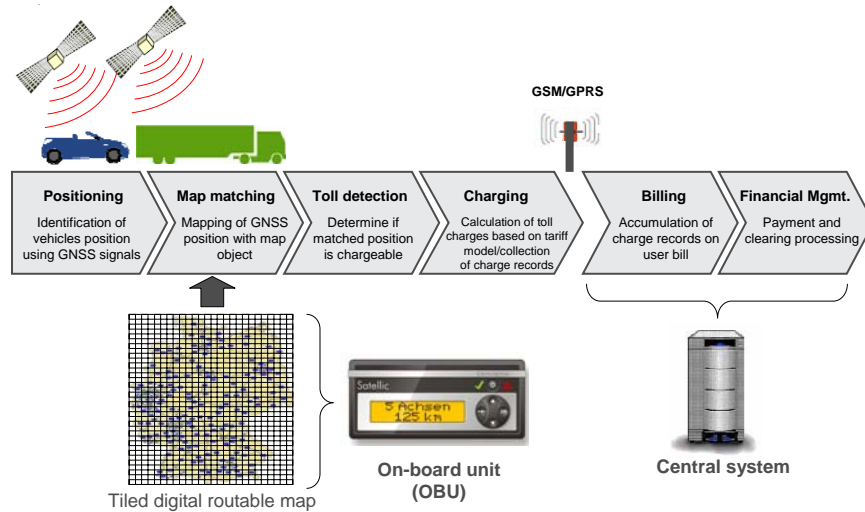 GSM/GPRS
Positioning
Identification of
vehicles position
using GNSS signals
Map matching
Mapping of GNSS
position with map
object
Toll detection
Determine if
matched position
is chargeable
Charging
Calculation of toll
charges based on tariff
model/collection
of charge records
Billing
Accumulation of
charge records on
user bill
Financial Mgmt.
Payment and
clearing processing
Satellic
5 Achsen
125 km
On-board unit
(OBU)
Central system
Tiled digital routable map